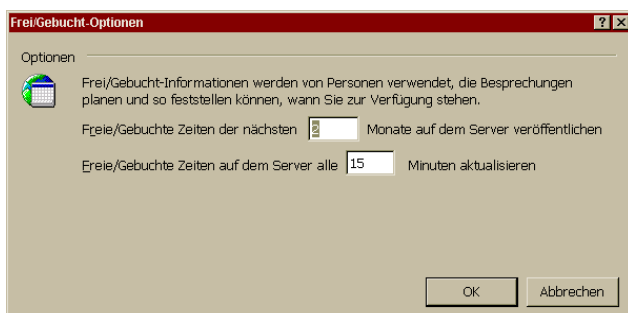 Frei/Gebucht-Optionen
Optionen
Frei/Gebucht-Informationen werden von Personen verwendet, die Besprechungen
planen und so feststellen können, wann Sie zur Verfügung stehen.
Freie/Gebuchte Zeiten der nächsten 2 Monate auf dem Server veröffentlichen
Freie/Gebuchte Zeiten auf dem Server alle 15 Minuten aktualisieren
OK Abbrechen